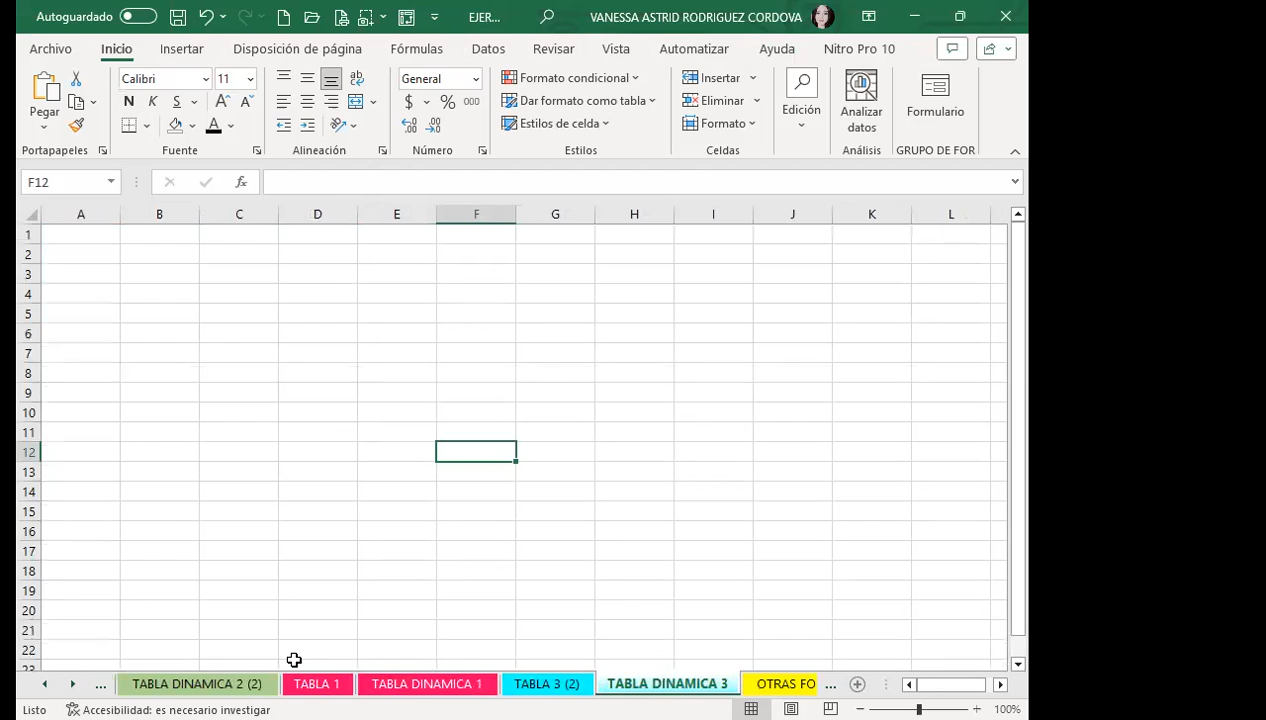 Autoguardado EJER... VANESSA ASTRID RODRIGUEZ CORDOVA
Archivo Inicio Insertar Disposición de página Fórmulas Datos Revisar Vista Automatizar Ayuda Nitro Pro 10
Pegar
Portapapeles
Calibri 11
N K S A A
A
Fuente
ab
Alineación
General
$ % 000
Número
Formato condicional
Dar formato como tabla
Estilos de celda
Estilos
Insertar
Eliminar
Formato
Celdas
Edición
Analizar
datos
Análisis
Formulario
GRUPO DE FOR
F12 fx
A B C D E F G H I J K L
1
2
3
4
5
6
7
8
9
10
11
12
13
14
15
16
17
18
19
20
21
22
23
... TABLA DINAMICA 2 (2) TABLA 1 TABLA DINAMICA 1 TABLA 3 (2) TABLA DINAMICA 3 OTRAS FO ...
Listo Accesibilidad: es necesario investigar 100%